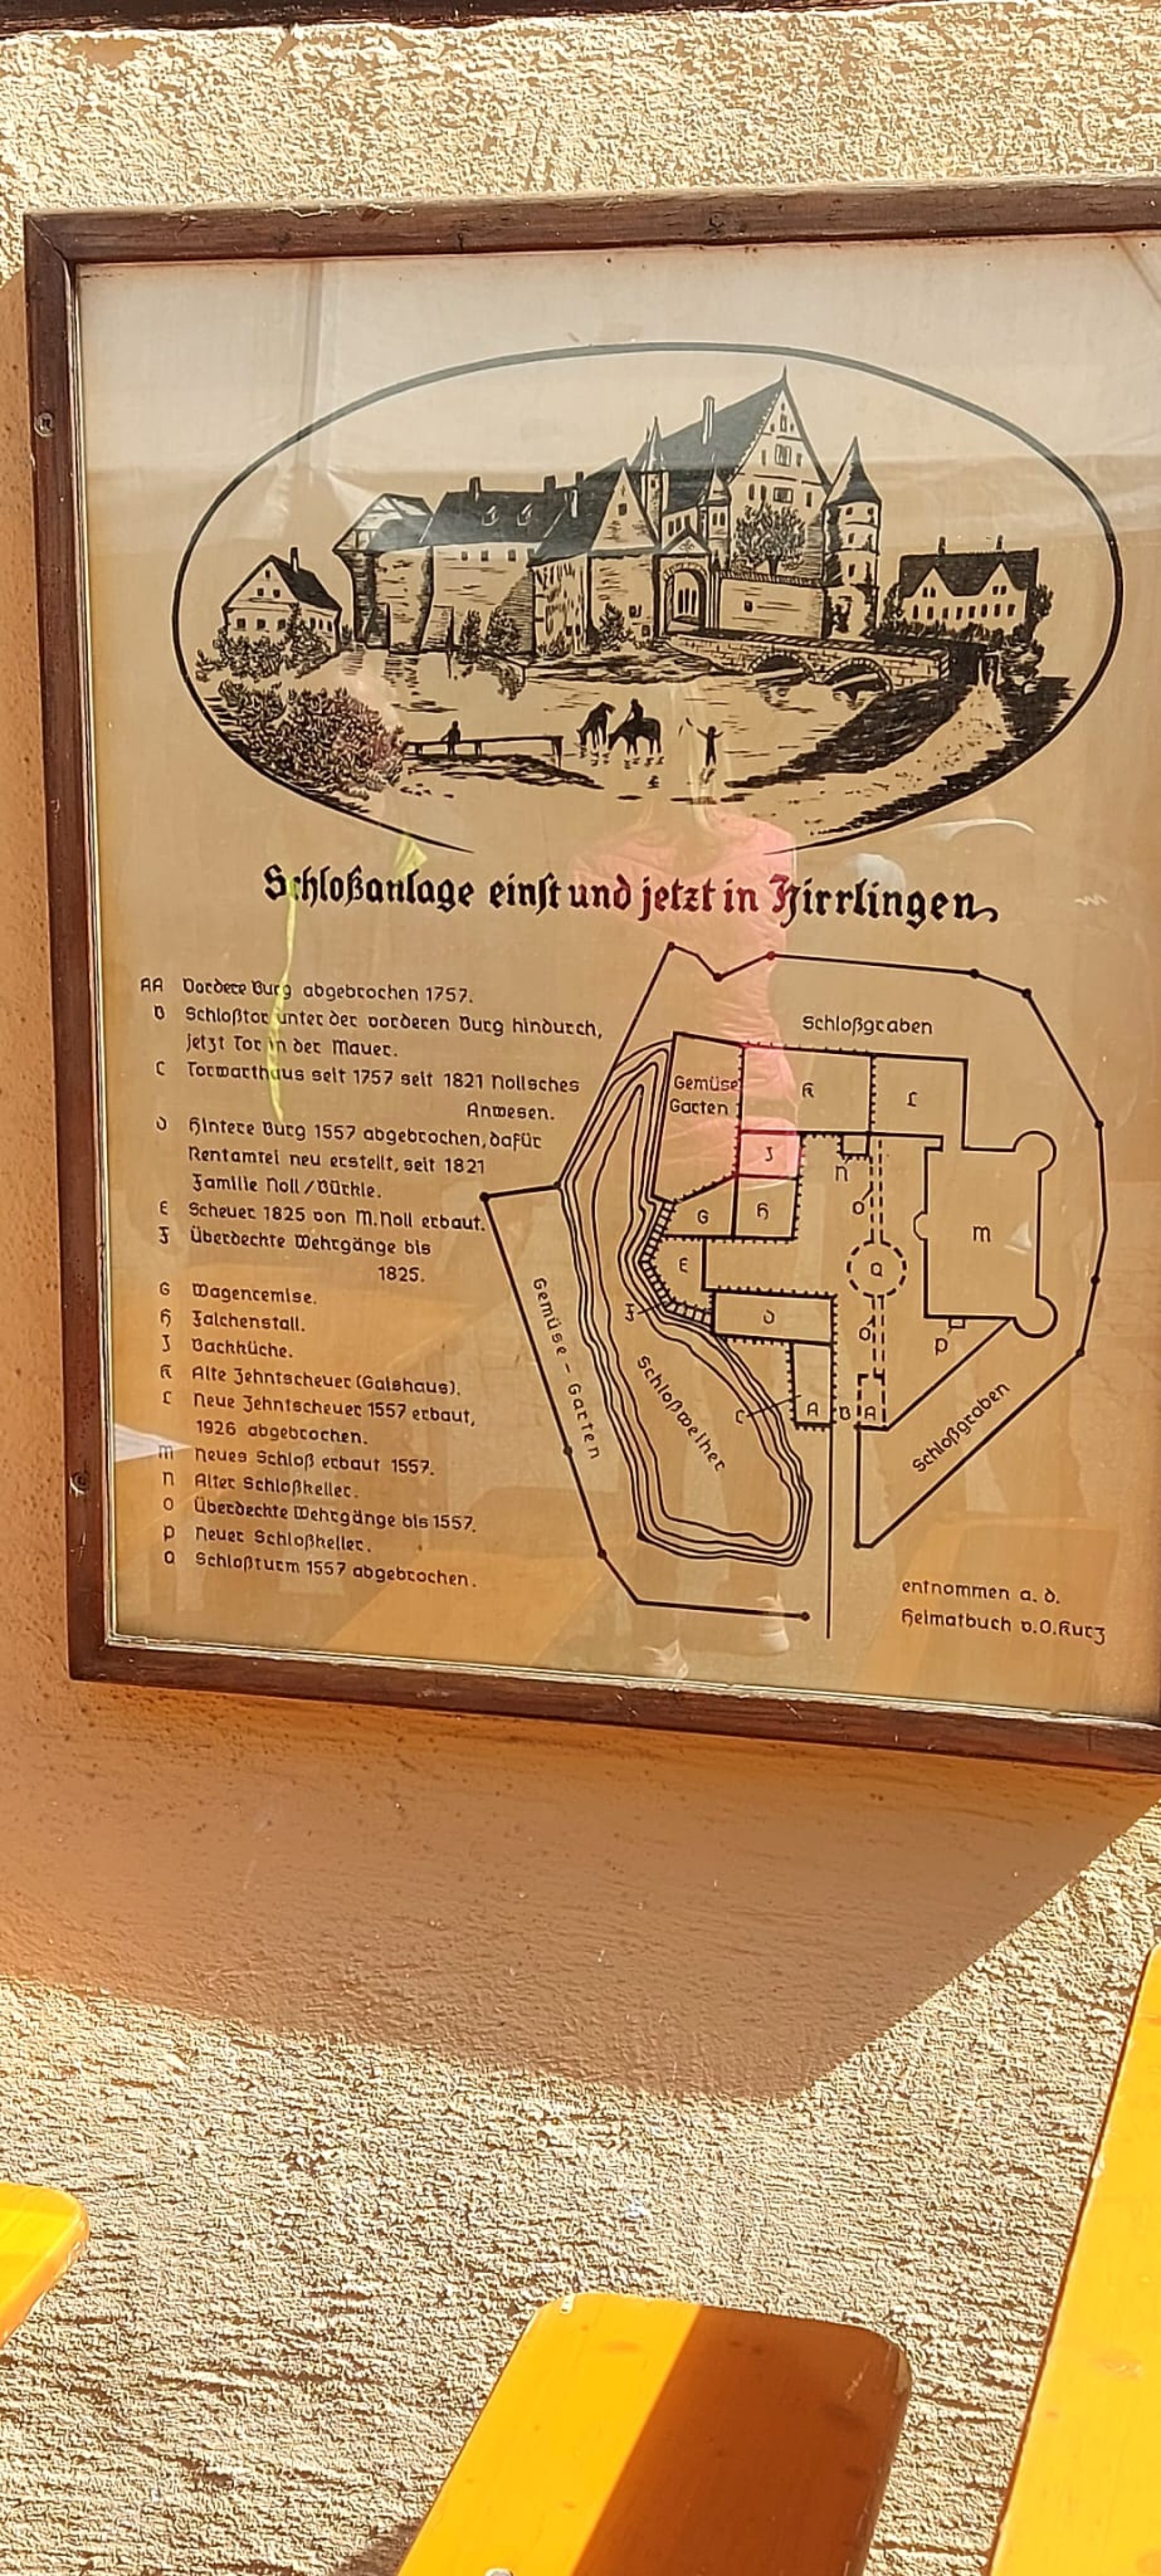 Schloßanlage einst und jetzt in Hirrlingen
AA Vordere Burg abgebrochen 1757.
B Schloßtor unter der vorderen Burg hindurch,
jetzt Tor in der Mauer.
C Torwarthaus seit 1757 seit 1821 Nollsches
Anwesen.
D Hintere Burg 1557 abgebrochen, dafür
Rentamtei neu erstellt, seit 1821
Familie Noll / Bürkle.
E Scheuer 1825 von M. Noll erbaut.
F Überdeckte Wehrgänge bis
1825.
G Wagenremise.
H Falchenstall.
J Backküche.
K Alte Zehntscheuer (Gaishaus).
L Neue Zehntscheuer 1557 erbaut,
1926 abgebrochen.
M Neues Schloß erbaut 1557.
N Alter Schloßkeller.
O Überdeckte Wehrgänge bis 1557.
P Neuer Schloßkeller.
Q Schloßturm 1557 abgebrochen.
Schloßgraben
Gemüse
Garten
K
L
J
N
O
G
H
M
E
Q
F
D
O
P
C
A
B
A
Gemüse - Garten
Schloßweiher
Schloßgraben
entnommen a. d.
Heimatbuch v. O. Kurz